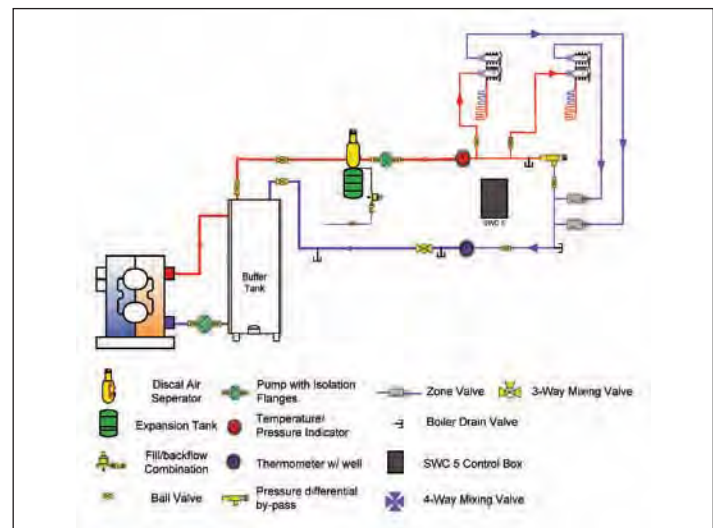 SWC 5
Buffer
Tank
Discal Air
Seperator
Pump with Isolation
Flanges
Zone Valve
3-Way Mixing Valve
Expansion Tank
Temperature/
Pressure Indicator
Boiler Drain Valve
Fill/backflow
Combination
Thermometer w/ well
SWC 5 Control Box
Ball Valve
Pressure differential
by-pass
4-Way Mixing Valve